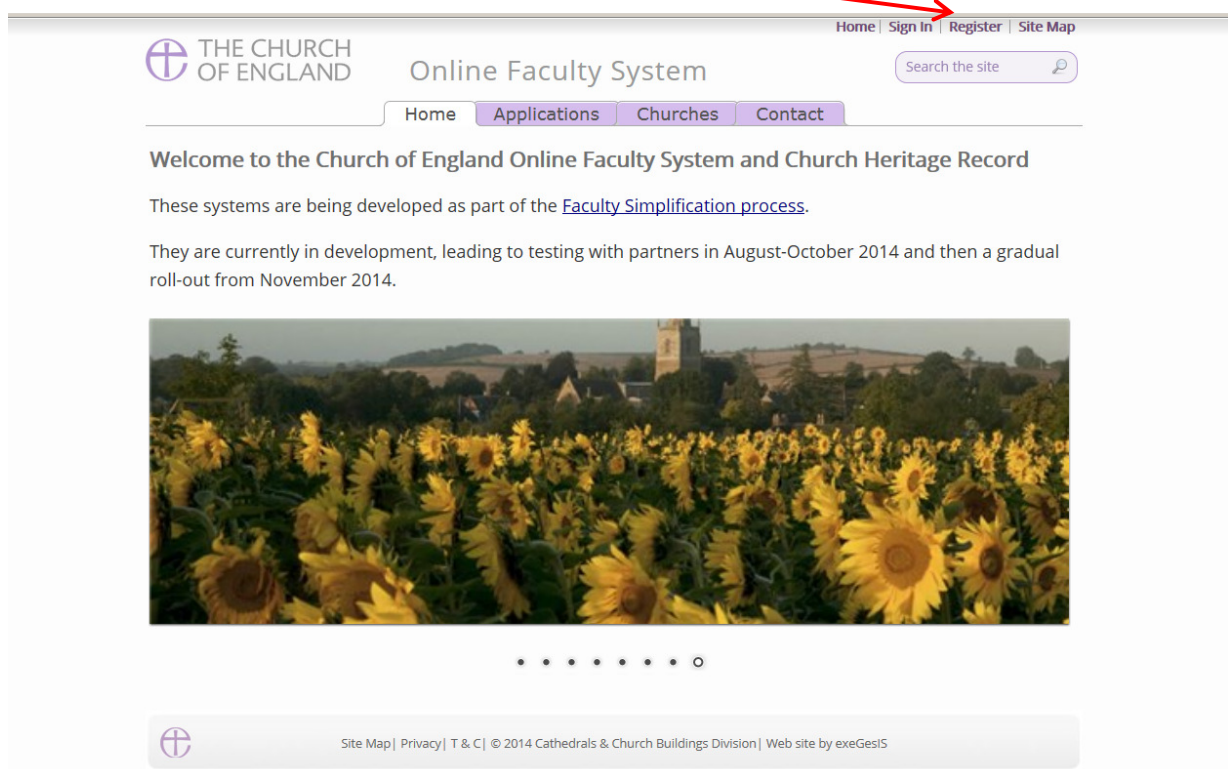 Home | Sign In | Register | Site Map
THE CHURCH
OF ENGLAND
Online Faculty System
Search the site
Home Applications Churches Contact
Welcome to the Church of England Online Faculty System and Church Heritage Record
These systems are being developed as part of the Faculty Simplification process.
They are currently in development, leading to testing with partners in August-October 2014 and then a gradual
roll-out from November 2014.
Site Map| Privacy| T & C| © 2014 Cathedrals & Church Buildings Division| Web site by exeGesIS